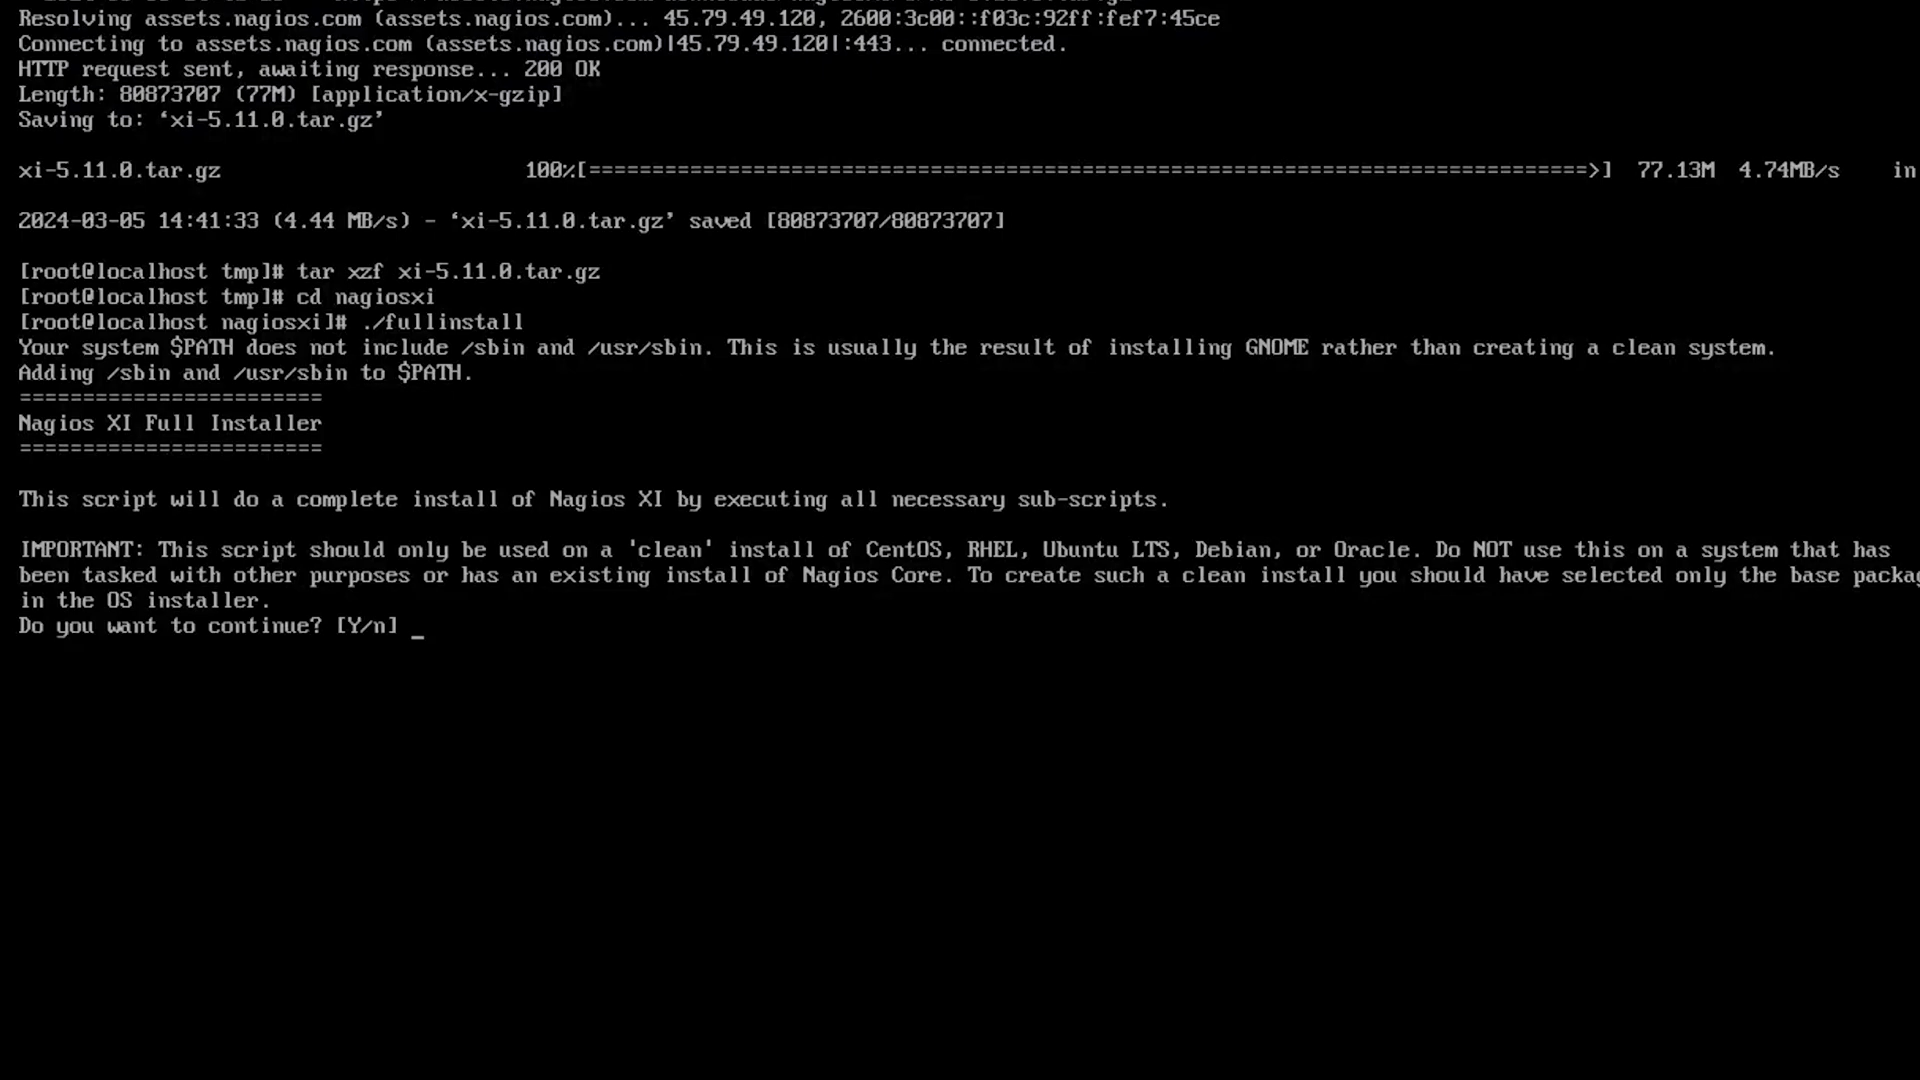 Resolving assets.nagios.com (assets.nagios.com)... 45.79.49.120, 2600:3c00::f03c:92ff:fef7:45ce
Connecting to assets.nagios.com (assets.nagios.com)|45.79.49.120|:443... connected.
HTTP request sent, awaiting response... 200 OK
Length: 80873707 (77M) [application/x-gzip]
Saving to: ‘xi-5.11.0.tar.gz’
xi-5.11.0.tar.gz 100%[===============================================================================>] 77.13M 4.74MB/s in
2024-03-05 14:41:33 (4.44 MB/s) - ‘xi-5.11.0.tar.gz’ saved [80873707/80873707]
[root@localhost tmp]# tar xzf xi-5.11.0.tar.gz
[root@localhost tmp]# cd nagiosxi
[root@localhost nagiosxi]# ./fullinstall
Your system $PATH does not include /sbin and /usr/sbin. This is usually the result of installing GNOME rather than creating a clean system.
Adding /sbin and /usr/sbin to $PATH.
========================
Nagios XI Full Installer
========================
This script will do a complete install of Nagios XI by executing all necessary sub-scripts.
IMPORTANT: This script should only be used on a 'clean' install of CentOS, RHEL, Ubuntu LTS, Debian, or Oracle. Do NOT use this on a system that has
been tasked with other purposes or has an existing install of Nagios Core. To create such a clean install you should have selected only the base packag
in the OS installer.
Do you want to continue? [Y/n] _